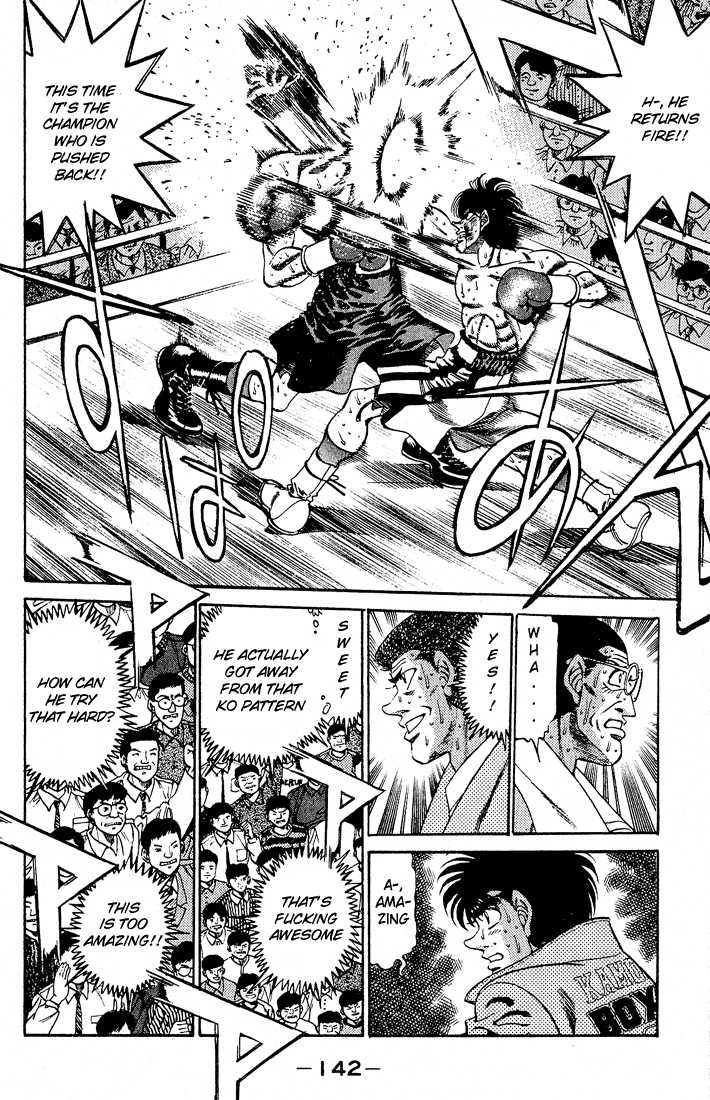 H-, HE
RETURNS
FIRE!!
THIS TIME
IT'S THE
CHAMPION
WHO IS
PUSHED
BACK!!
WHA....
YES!!
SWEET...
HE ACTUALLY
GOT AWAY
FROM THAT
KO PATTERN
HOW CAN
HE TRY
THAT HARD?
A-,
AMA-
ZING
KAMO
BOX
THAT'S
FUCKING
AWESOME
THIS
IS TOO
AMAZING!!
-142-